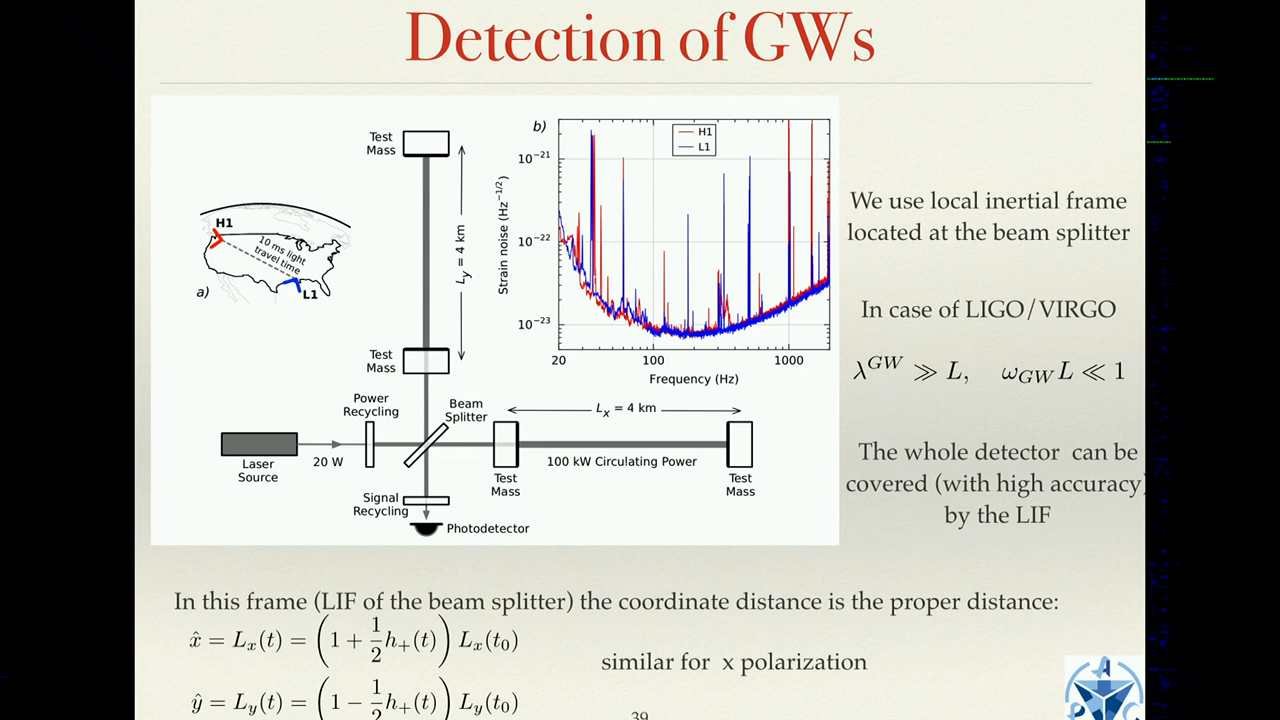 Detection of GWs
Test
Mass
b)
H1
L1
10⁻²¹
10⁻²²
10⁻²³
Strain noise (Hz^{-1/2})
20
100
1000
Frequency (Hz)
L_y = 4 km
H1
10 ms light
travel time
L1
a)
Test
Mass
Power
Recycling
Beam
Splitter
L_x = 4 km
Laser
Source
20 W
100 kW Circulating Power
Test
Mass
Test
Mass
Signal
Recycling
Photodetector
We use local inertial frame
located at the beam splitter
In case of LIGO/VIRGO
λ^{GW} ≫ L, ω_{GW}L ≪ 1
The whole detector can be
covered (with high accuracy)
by the LIF
In this frame (LIF of the beam splitter) the coordinate distance is the proper distance:
x̂ = L_x(t) = (1 + 1/2 h_+(t)) L_x(t_0)
similar for x polarization
ŷ = L_y(t) = (1 − 1/2 h_+(t)) L_y(t_0)
39